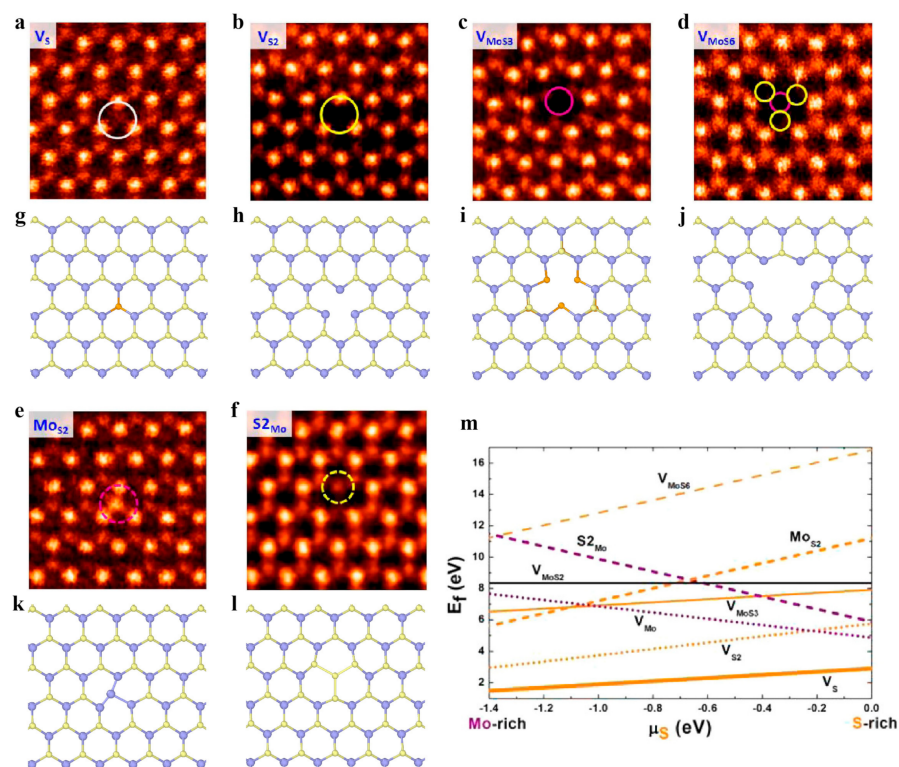 a
b
c
d
V_S
V_S2
V_MoS3
V_MoS6
g
h
i
j
e
f
Mo_S2
S2_Mo
k
l
m
16
14
12
10
8
6
4
2
E_f (eV)
V_MoS6
S2_Mo
Mo_S2
V_MoS2
V_Mo
V_MoS3
V_S2
V_S
-1.4 -1.2 -1.0 -0.8 -0.6 -0.4 -0.2 0.0
Mo-rich
μ_S (eV)
S-rich